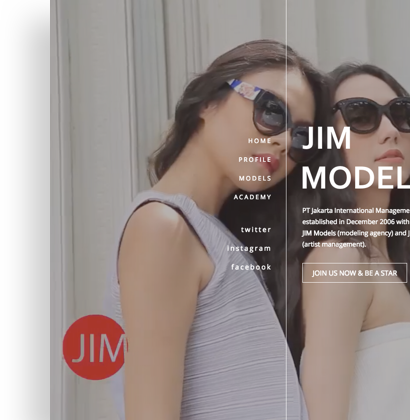 HOME
PROFILE
MODELS
ACADEMY
twitter
Instagram
facebook
JIM
MODEL
PT Jakarta International Manageme
established in December 2006 with
JIM Models (modeling agency) and J
(artist management).
JOIN US NOW & BE A STAR
JIM